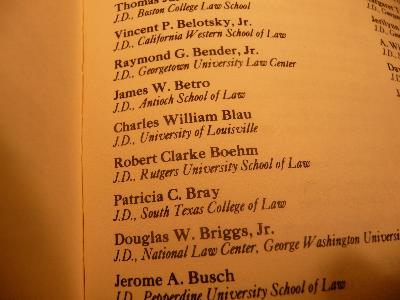 Thomas
J.D., Boston College Law School
Vincent P. Belotsky, Jr.
J.D., California Western School of Law
Raymond G. Bender, Jr.
J.D., Georgetown University Law Center
James W. Betro
J.D., Antioch School of Law
Charles William Blau
J.D., University of Louisville
Robert Clarke Boehm
J.D., Rutgers University School of Law
Patricia C. Bray
J.D., South Texas College of Law
Douglas W. Briggs, Jr.
J.D., National Law Center, George Washington Universi
Jerome A. Busch
J.D., Pepperdine University School of Law